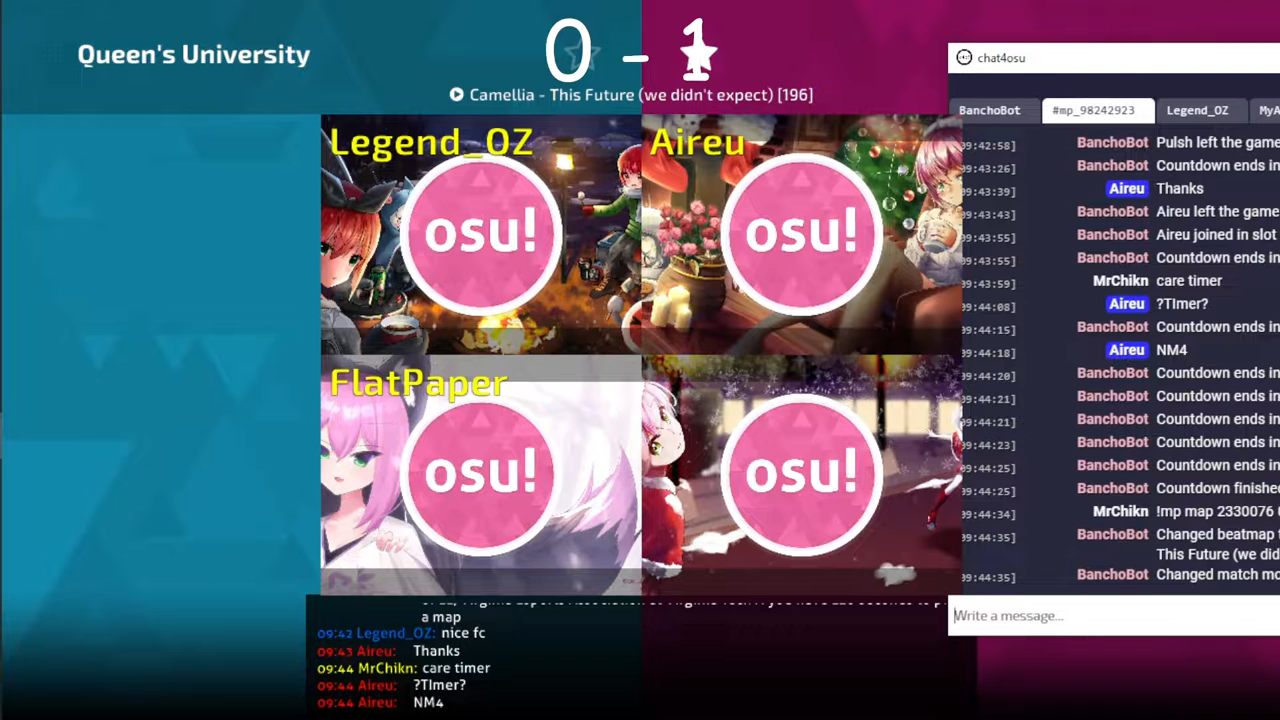 Queen's University
0 - 1
Camellia - This Future (we didn't expect) [196]
Legend_OZ
osu!
Aireu
osu!
FlatPaper
osu!
osu!
a map
09:42 Legend_OZ: nice fc
09:43 Aireu: Thanks
09:44 MrChikn: care timer
09:44 Aireu: ?TImer?
09:44 Aireu: NM4
chat4osu
BanchoBot #mp_98242923 Legend_OZ MyA
09:42:58] BanchoBot Pulsh left the game
09:43:26] BanchoBot Countdown ends in
09:43:39] Aireu Thanks
09:43:43] BanchoBot Aireu left the game
09:43:55] BanchoBot Aireu joined in slot
09:43:55] BanchoBot Countdown ends in
09:43:59] MrChikn care timer
09:44:08] Aireu ?TImer?
09:44:15] BanchoBot Countdown ends in
09:44:18] Aireu NM4
09:44:20] BanchoBot Countdown ends in
09:44:21] BanchoBot Countdown ends in
09:44:21] BanchoBot Countdown ends in
09:44:23] BanchoBot Countdown ends in
09:44:25] BanchoBot Countdown ends in
09:44:25] BanchoBot Countdown finished
09:44:34] MrChikn !mp map 2330076
09:44:35] BanchoBot Changed beatmap t
This Future (we did
09:44:35] BanchoBot Changed match mo
Write a message...